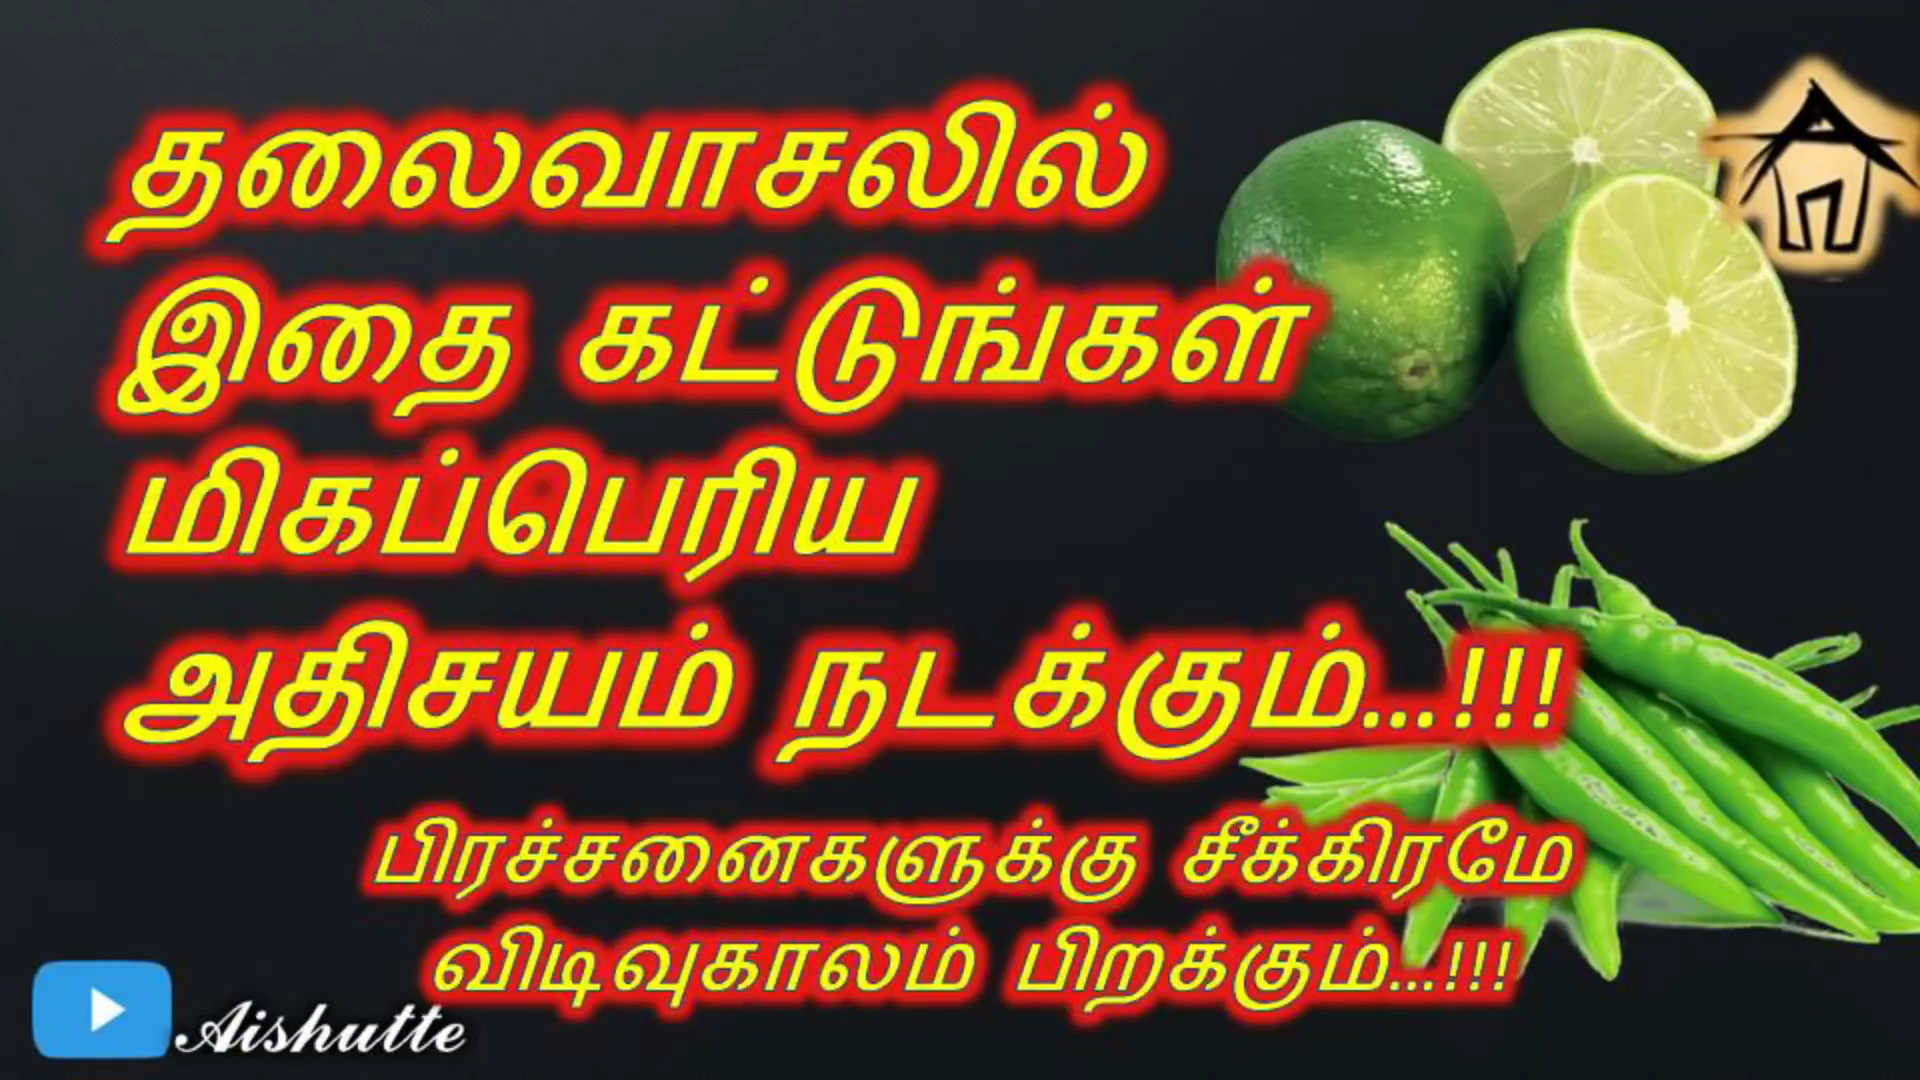 தலைவாசலில்
இதை கட்டுங்கள்
மிகப்பெரிய
அதிசயம் நடக்கும்...!!!
பிரச்சனைகளுக்கு சீக்கிரமே
விடிவுகாலம் பிறக்கும்...!!!
Aishutte